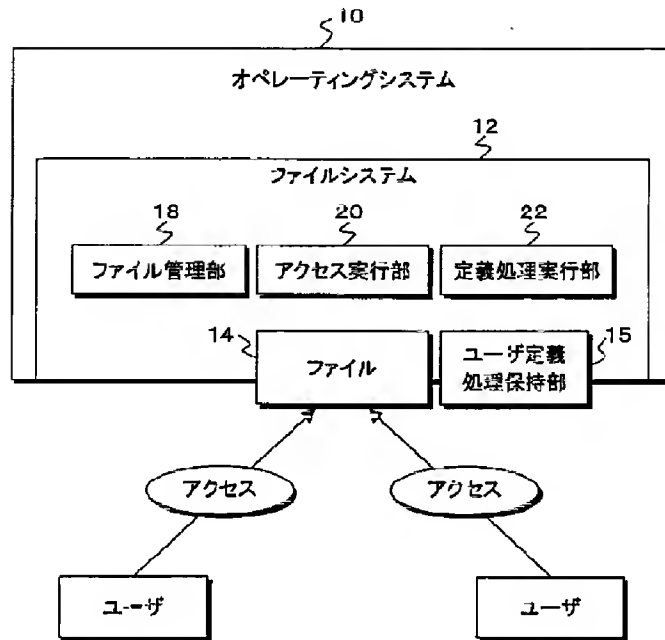 10
オペレーティングシステム
12
ファイルシステム
18
20
22
ファイル管理部
アクセス実行部
定義処理実行部
14
ファイル
ユーザ定義
処理保持部
15
アクセス
アクセス
ユーザ
ユーザ